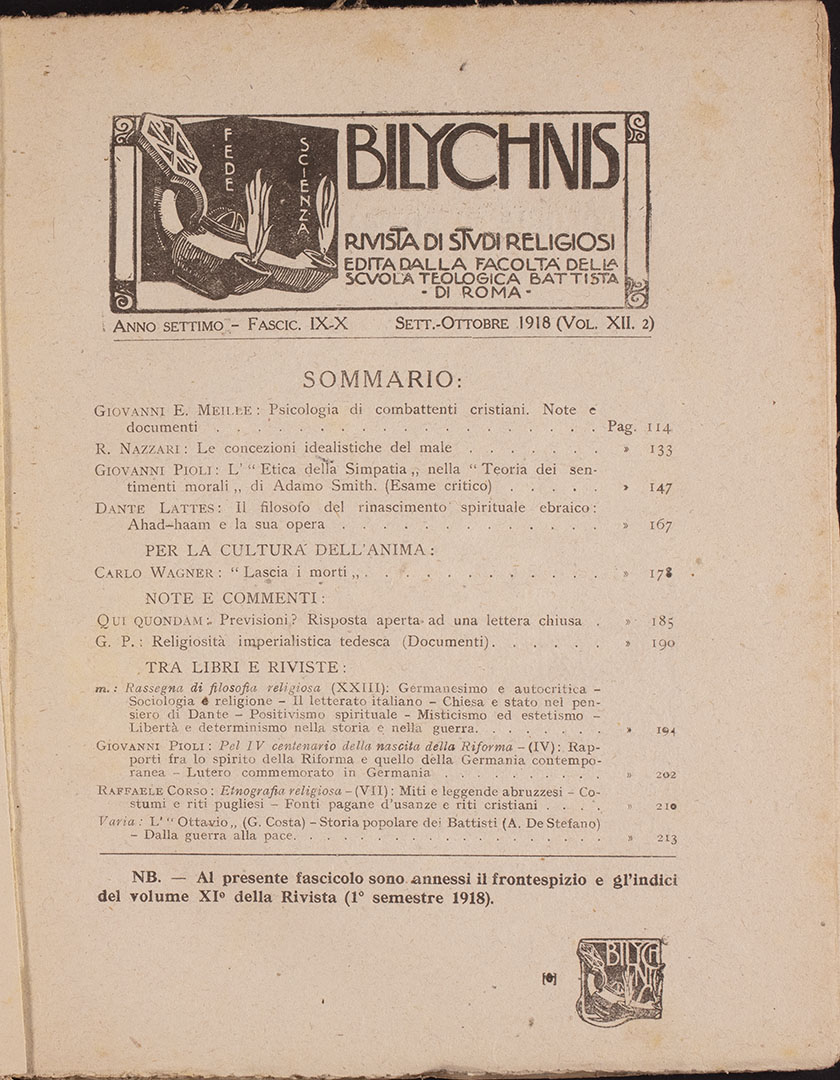 FEDE
SCIENZA
BILYCHNIS
RIVISTA DI STVDI RELIGIOSI
EDITA DALLA FACOLTA' DELLA
SCVOLA TEOLOGICA BATTISTA
- DI ROMA -
ANNO SETTIMO - FASCIC. IX-X SETT.-OTTOBRE 1918 (VOL. XII. 2)
SOMMARIO:
GIOVANNI E. MEILLE: Psicologia di combattenti cristiani. Note e
documenti . . . . . . . . . . . . . . . . . . Pag. 114
R. NAZZARI: Le concezioni idealistiche del male . . . . . . . » 133
GIOVANNI PIOLI: L' " Etica della Simpatia „ nella " Teoria dei sen-
timenti morali „ di Adamo Smith. (Esame critico) . . . . . » 147
DANTE LATTES: Il filosofo del rinascimento spirituale ebraico:
Ahad-haam e la sua opera . . . . . . . . . . . . . » 167
PER LA CULTURA DELL'ANIMA:
CARLO WAGNER: " Lascia i morti „ . . . . . . . . . . . » 178
NOTE E COMMENTI:
QUI QUONDAM: Previsioni? Risposta aperta ad una lettera chiusa . » 185
G. P.: Religiosità imperialistica tedesca (Documenti). . . . . . » 190
TRA LIBRI E RIVISTE:
m.: Rassegna di filosofia religiosa (XXIII): Germanesimo e autocritica –
Sociologia e religione – Il letterato italiano – Chiesa e stato nel pen-
siero di Dante – Positivismo spirituale – Misticismo ed estetismo –
Libertà e determinismo nella storia e nella guerra. . . . . . . » 194
GIOVANNI PIOLI: Pel IV centenario della nascita della Riforma – (IV): Rap-
porti fra lo spirito della Riforma e quello della Germania contempo-
ranea – Lutero commemorato in Germania . . . . . . . . . » 202
RAFFAELE CORSO: Etnografia religiosa – (VII): Miti e leggende abruzzesi – Co-
stumi e riti pugliesi – Fonti pagane d'usanze e riti cristiani . . . . » 210
Varia: L' " Ottavio „ (G. Costa) – Storia popolare dei Battisti (A. De Stefano)
– Dalla guerra alla pace. . . . . . . . . . . . . . . . . . » 213
NB. — Al presente fascicolo sono annessi il frontespizio e gl'indici
del volume XI° della Rivista (1° semestre 1918).
BILYCH
NIS